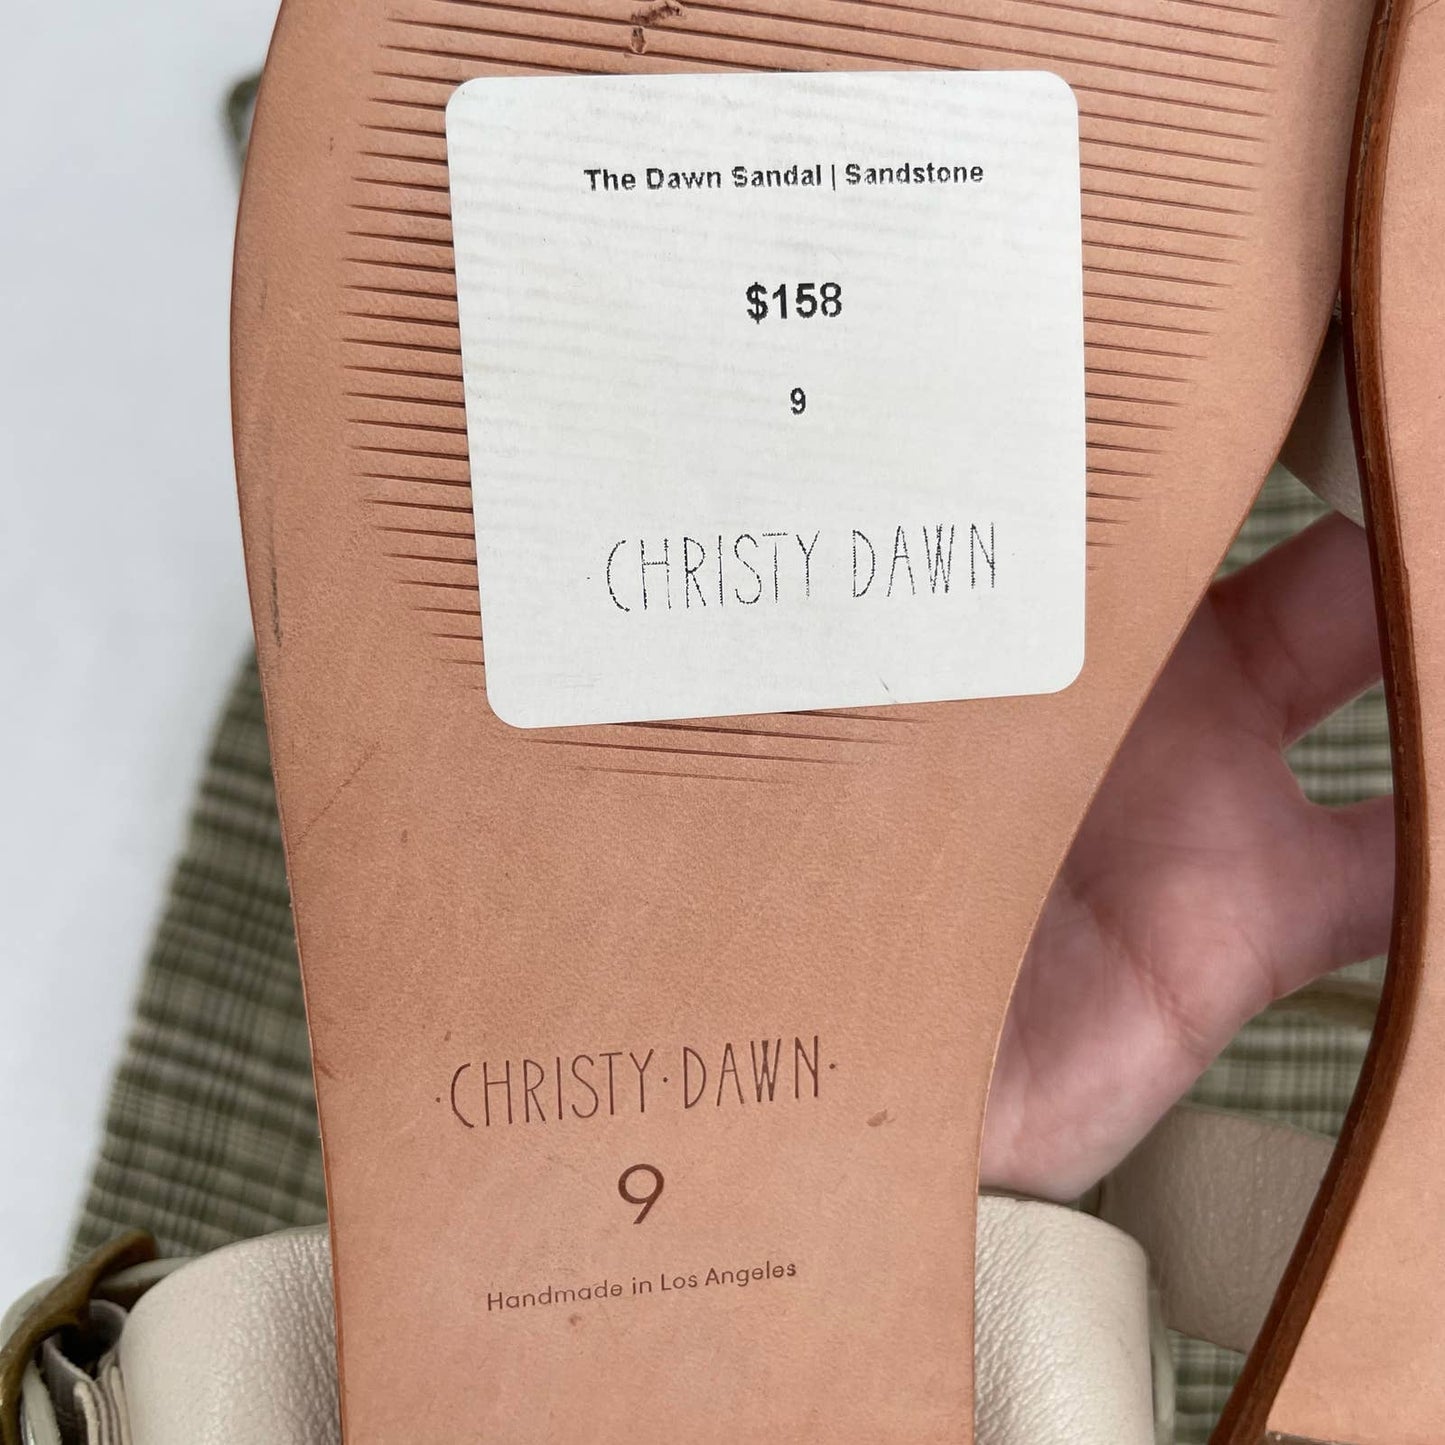 The Dawn Sandal | Sandstone
$158
9
CHRISTY DAWN
·CHRISTY·DAWN·
9
Handmade in Los Angeles